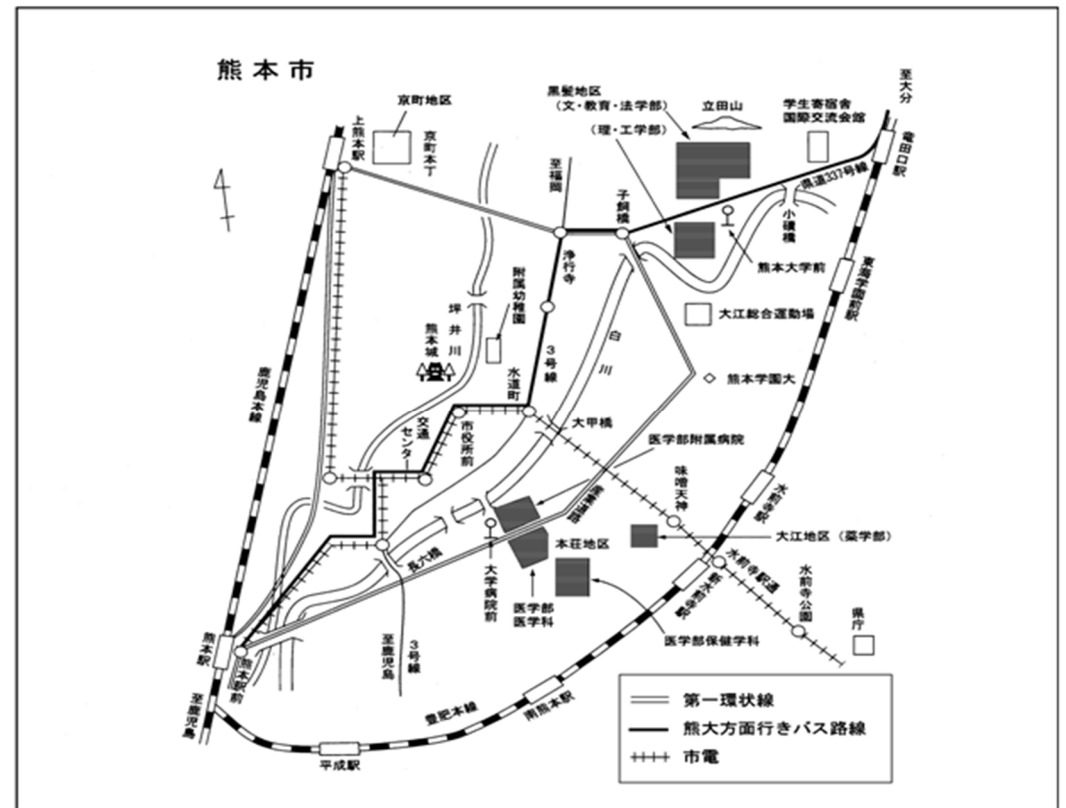 熊本市
京町地区
上熊本駅
京町本丁
黒髪地区
（文・教育・法学部）
（理・工学部）
立田山
学生寄宿舎
国際交流会館
至大分
竜田口駅
県道337号線
至福岡
子飼橋
小磧橋
熊本大学前
浄行寺
東海学園前駅
附属幼稚園
坪井川
熊本城
3号線
白川
大江総合運動場
熊本学園大
鹿児島本線
水道町
交通
センター
市役所前
大甲橋
医学部附属病院
味噌天神
水前寺駅
産業道路
大江地区（薬学部）
本荘地区
長六橋
大学病院前
医学部
医学科
水前寺駅通
新水前寺駅
水前寺公園
県庁
医学部保健学科
熊本駅
熊本駅前
至鹿児島
3号線
至鹿児島
豊肥本線
南熊本駅
平成駅
第一環状線
熊大方面行きバス路線
市電